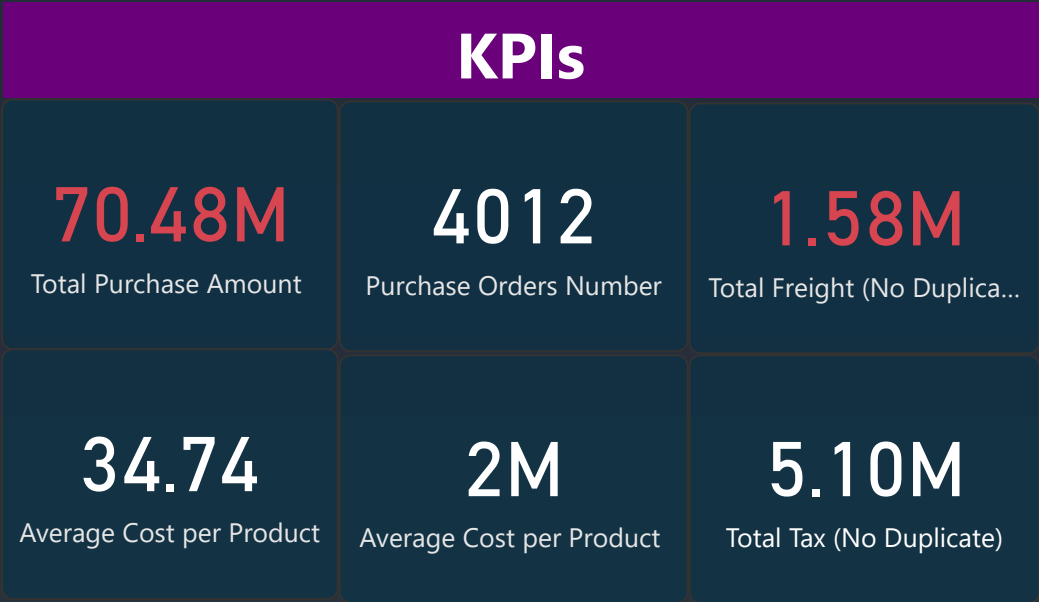 KPIs
70.48M
Total Purchase Amount
4012
Purchase Orders Number
1.58M
Total Freight (No Duplica...
34.74
Average Cost per Product
2M
Average Cost per Product
5.10M
Total Tax (No Duplicate)